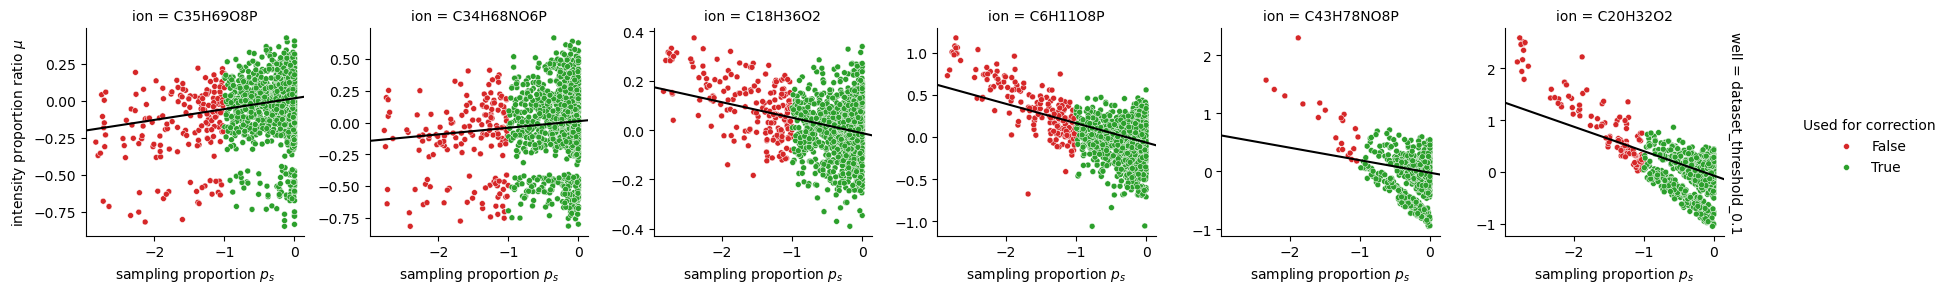 ion = C35H69O8P
ion = C34H68NO6P
ion = C18H36O2
ion = C6H11O8P
ion = C43H78NO8P
ion = C20H32O2
intensity proportion ratio μ
0.25
0.00
−0.25
−0.50
−0.75
−2
−1
0
sampling proportion p_s
0.50
0.25
0.00
−0.25
−0.50
−0.75
−2
−1
0
sampling proportion p_s
0.4
0.2
0.0
−0.2
−0.4
−2
−1
0
sampling proportion p_s
1.0
0.5
0.0
−0.5
−1.0
−2
−1
0
sampling proportion p_s
2
1
0
−1
−2
−1
0
sampling proportion p_s
2
1
0
−1
−2
−1
0
sampling proportion p_s
well = dataset_threshold_0.1
Used for correction
False
True